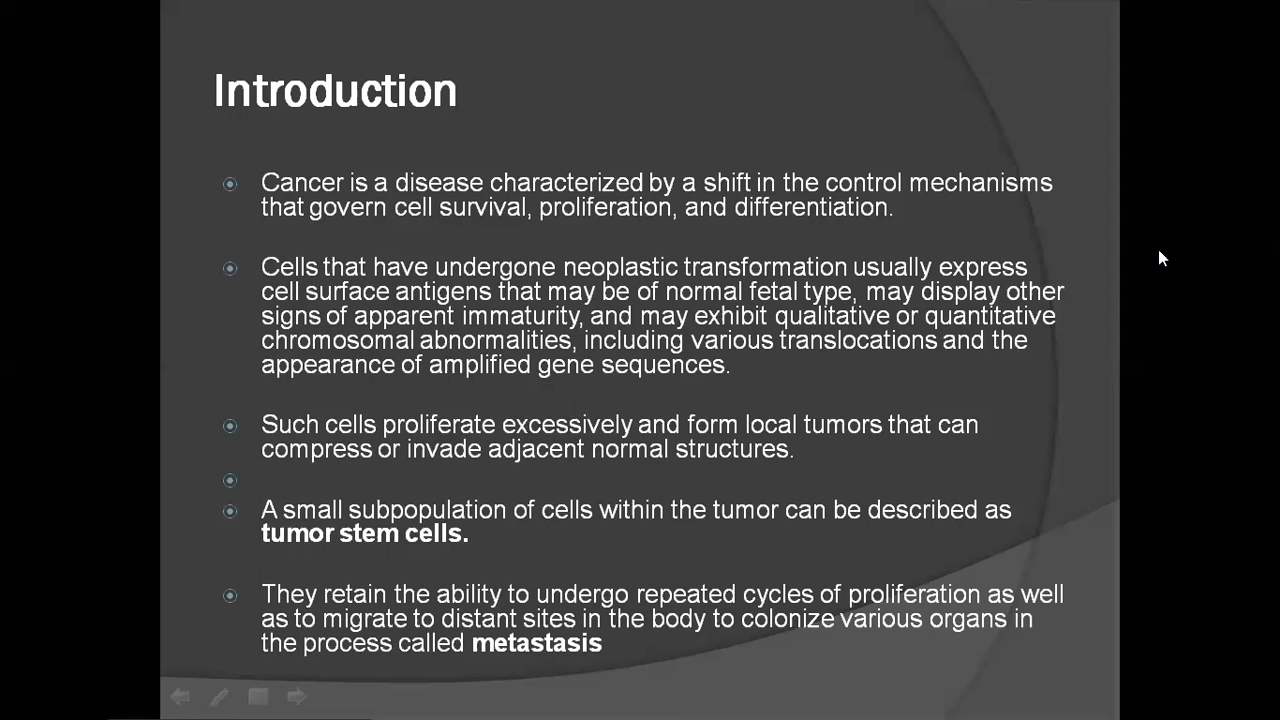 Introduction
Cancer is a disease characterized by a shift in the control mechanisms
that govern cell survival, proliferation, and differentiation.
Cells that have undergone neoplastic transformation usually express
cell surface antigens that may be of normal fetal type, may display other
signs of apparent immaturity, and may exhibit qualitative or quantitative
chromosomal abnormalities, including various translocations and the
appearance of amplified gene sequences.
Such cells proliferate excessively and form local tumors that can
compress or invade adjacent normal structures.
A small subpopulation of cells within the tumor can be described as
tumor stem cells.
They retain the ability to undergo repeated cycles of proliferation as well
as to migrate to distant sites in the body to colonize various organs in
the process called metastasis